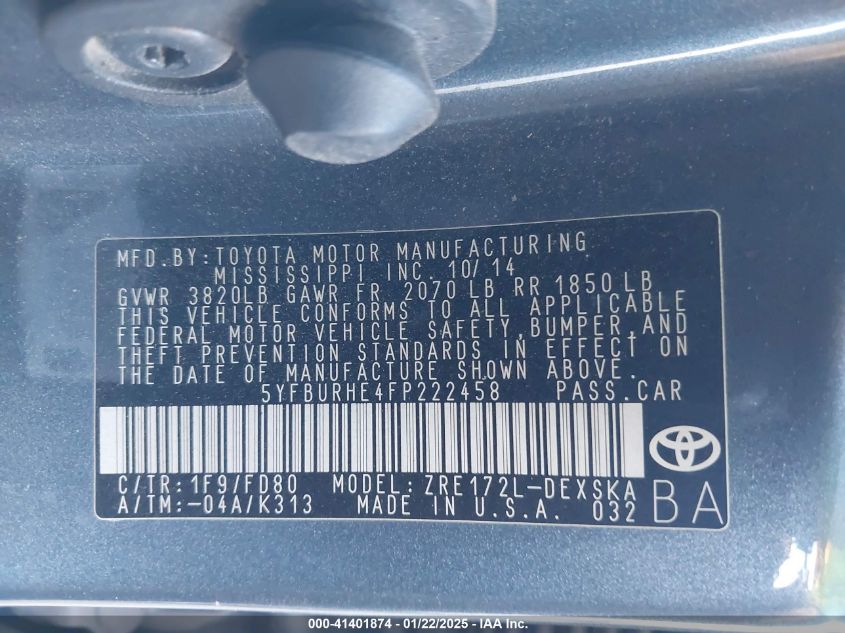 MFD.BY:TOYOTA MOTOR MANUFACTURING
MISSISSIPPI INC. 10/14
GVWR 3820LB GAWR FR 2070 LB RR 1850 LB
THIS VEHICLE CONFORMS TO ALL APPLICABLE
FEDERAL MOTOR VEHICLE SAFETY,BUMPER,AND
THEFT PREVENTION STANDARDS IN EFFECT ON
THE DATE OF MANUFACTURE SHOWN ABOVE.
5YFBURHE4FP222458 PASS.CAR
C/TR:1F9/FD80 MODEL:ZRE172L-DEXSKA
A/TM:-04A/K313 MADE IN U.S.A. 032 BA
000-41401874 - 01/22/2025 - IAA Inc.